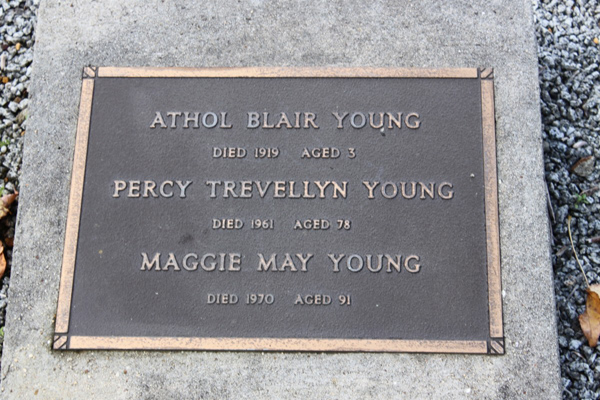 ATHOL BLAIR YOUNG
DIED 1919 AGED 3
PERCY TREVELLYN YOUNG
DIED 1961 AGED 78
MAGGIE MAY YOUNG
DIED 1970 AGED 91